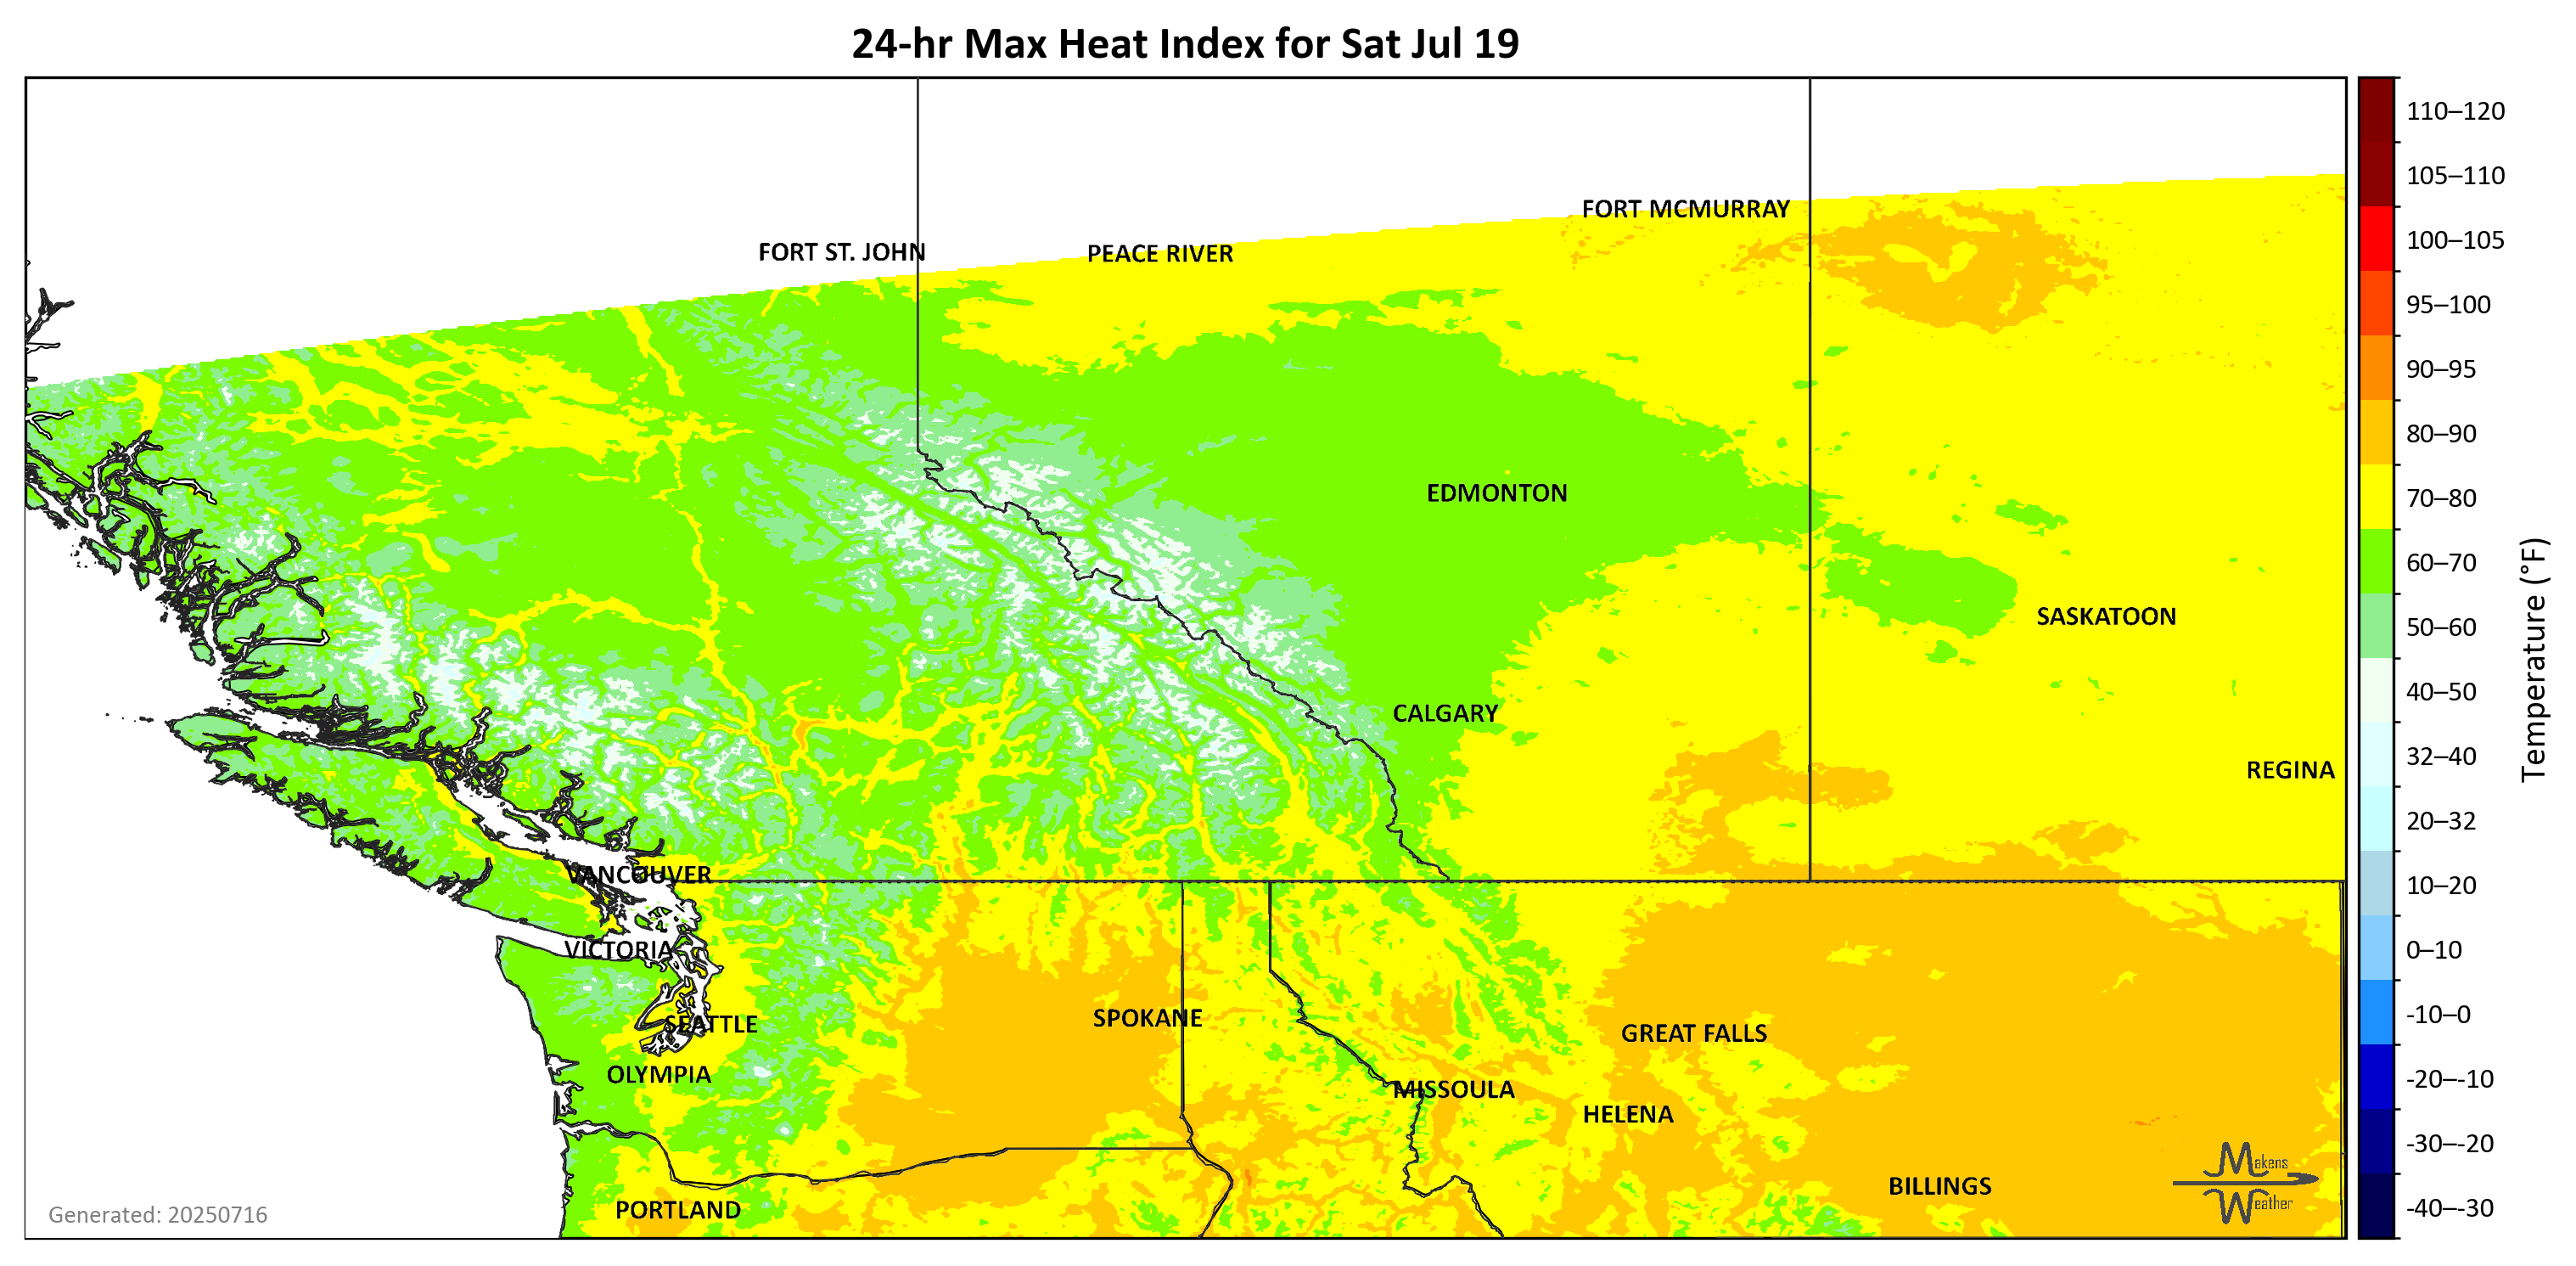 24-hr Max Heat Index for Sat Jul 19
110–120
105–110
FORT MCMURRAY
100–105
FORT ST. JOHN
PEACE RIVER
95–100
90–95
80–90
EDMONTON
70–80
60–70
SASKATOON
50–60
40–50
CALGARY
32–40
REGINA
Temperature (°F)
20–32
VANCOUVER
10–20
VICTORIA
0–10
SEATTLE
SPOKANE
GREAT FALLS
-10–0
OLYMPIA
MISSOULA
-20–-10
HELENA
-30–-20
Makens
Weather
BILLINGS
PORTLAND
-40–-30
Generated: 20250716